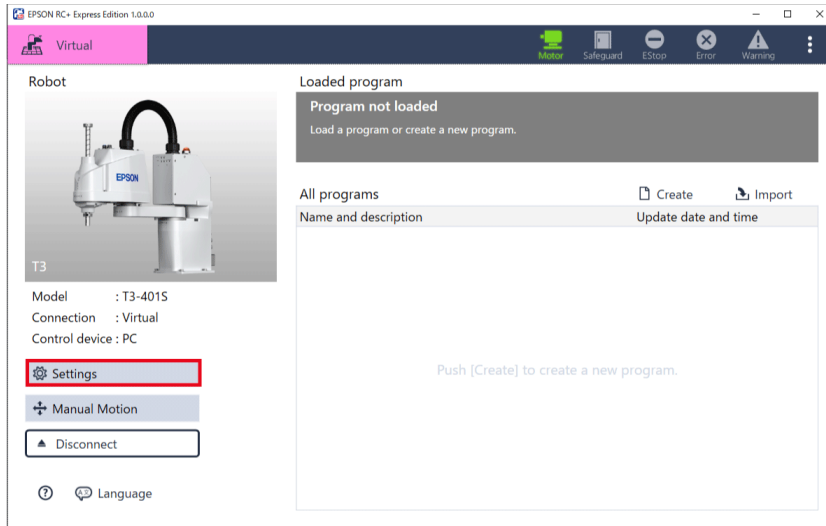 EPSON RC+ Express Edition 1.0.0.0
Virtual
Motor
Safeguard
EStop
Error
Warning
Robot
EPSON
T3
Model : T3-401S
Connection : Virtual
Control device : PC
Settings
Manual Motion
Disconnect
Language
Loaded program
Program not loaded
Load a program or create a new program.
All programs
Create
Import
Name and description
Update date and time
Push [Create] to create a new program.